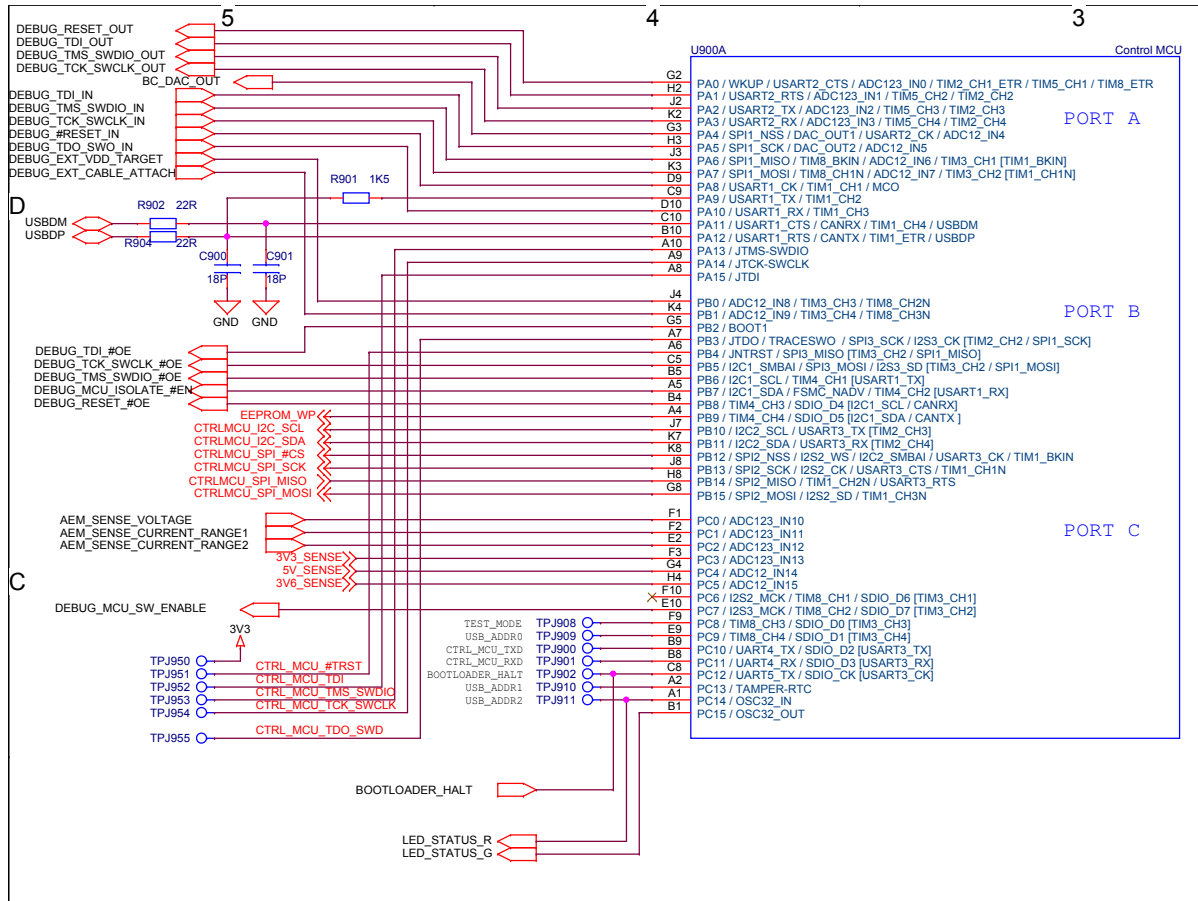 5 4 3
DEBUG_RESET_OUT
DEBUG_TDI_OUT
DEBUG_TMS_SWDIO_OUT
DEBUG_TCK_SWCLK_OUT
BC_DAC_OUT
DEBUG_TDI_IN
DEBUG_TMS_SWDIO_IN
DEBUG_TCK_SWCLK_IN
DEBUG_#RESET_IN
DEBUG_TDO_SWO_IN
DEBUG_EXT_VDD_TARGET
DEBUG_EXT_CABLE_ATTACH
R901 1K5
D
R902 22R
USBDM
USBDP
R904 22R
C900 C901
18P 18P
GND GND
DEBUG_TDI_#OE
DEBUG_TCK_SWCLK_#OE
DEBUG_TMS_SWDIO_#OE
DEBUG_MCU_ISOLATE_#EN
DEBUG_RESET_#OE
EEPROM_WP
CTRLMCU_I2C_SCL
CTRLMCU_I2C_SDA
CTRLMCU_SPI_#CS
CTRLMCU_SPI_SCK
CTRLMCU_SPI_MISO
CTRLMCU_SPI_MOSI
AEM_SENSE_VOLTAGE
AEM_SENSE_CURRENT_RANGE1
AEM_SENSE_CURRENT_RANGE2
3V3_SENSE
5V_SENSE
3V6_SENSE
C
DEBUG_MCU_SW_ENABLE
3V3
TPJ950
TPJ951 CTRL_MCU_#TRST
TPJ952 CTRL_MCU_TDI
TPJ953 CTRL_MCU_TMS_SWDIO
TPJ954 CTRL_MCU_TCK_SWCLK
TPJ955 CTRL_MCU_TDO_SWD
TEST_MODE TPJ908
USB_ADDR0 TPJ909
CTRL_MCU_TXD TPJ900
CTRL_MCU_RXD TPJ901
BOOTLOADER_HALT TPJ902
USB_ADDR1 TPJ910
USB_ADDR2 TPJ911
BOOTLOADER_HALT
LED_STATUS_R
LED_STATUS_G
U900A Control MCU
G2 PA0 / WKUP / USART2_CTS / ADC123_IN0 / TIM2_CH1_ETR / TIM5_CH1 / TIM8_ETR
H2 PA1 / USART2_RTS / ADC123_IN1 / TIM5_CH2 / TIM2_CH2
J2 PA2 / USART2_TX / ADC123_IN2 / TIM5_CH3 / TIM2_CH3
K2 PA3 / USART2_RX / ADC123_IN3 / TIM5_CH4 / TIM2_CH4
PORT A
G3 PA4 / SPI1_NSS / DAC_OUT1 / USART2_CK / ADC12_IN4
H3 PA5 / SPI1_SCK / DAC_OUT2 / ADC12_IN5
J3 PA6 / SPI1_MISO / TIM8_BKIN / ADC12_IN6 / TIM3_CH1 [TIM1_BKIN]
K3 PA7 / SPI1_MOSI / TIM8_CH1N / ADC12_IN7 / TIM3_CH2 [TIM1_CH1N]
D9 PA8 / USART1_CK / TIM1_CH1 / MCO
C9 PA9 / USART1_TX / TIM1_CH2
D10 PA10 / USART1_RX / TIM1_CH3
C10 PA11 / USART1_CTS / CANRX / TIM1_CH4 / USBDM
B10 PA12 / USART1_RTS / CANTX / TIM1_ETR / USBDP
A10 PA13 / JTMS-SWDIO
A9 PA14 / JTCK-SWCLK
A8 PA15 / JTDI
J4 PB0 / ADC12_IN8 / TIM3_CH3 / TIM8_CH2N
K4 PB1 / ADC12_IN9 / TIM3_CH4 / TIM8_CH3N
PORT B
G5 PB2 / BOOT1
A7 PB3 / JTDO / TRACESWO / SPI3_SCK / I2S3_CK [TIM2_CH2 / SPI1_SCK]
A6 PB4 / JNTRST / SPI3_MISO [TIM3_CH2 / SPI1_MISO]
C5 PB5 / I2C1_SMBAI / SPI3_MOSI / I2S3_SD [TIM3_CH2 / SPI1_MOSI]
B5 PB6 / I2C1_SCL / TIM4_CH1 [USART1_TX]
A5 PB7 / I2C1_SDA / FSMC_NADV / TIM4_CH2 [USART1_RX]
B4 PB8 / TIM4_CH3 / SDIO_D4 [I2C1_SCL / CANRX]
A4 PB9 / TIM4_CH4 / SDIO_D5 [I2C1_SDA / CANTX ]
J7 PB10 / I2C2_SCL / USART3_TX [TIM2_CH3]
K7 PB11 / I2C2_SDA / USART3_RX [TIM2_CH4]
K8 PB12 / SPI2_NSS / I2S2_WS / I2C2_SMBAI / USART3_CK / TIM1_BKIN
J8 PB13 / SPI2_SCK / I2S2_CK / USART3_CTS / TIM1_CH1N
H8 PB14 / SPI2_MISO / TIM1_CH2N / USART3_RTS
G8 PB15 / SPI2_MOSI / I2S2_SD / TIM1_CH3N
F1 PC0 / ADC123_IN10
F2 PC1 / ADC123_IN11
PORT C
E2 PC2 / ADC123_IN12
F3 PC3 / ADC123_IN13
G4 PC4 / ADC12_IN14
H4 PC5 / ADC12_IN15
F10 PC6 / I2S2_MCK / TIM8_CH1 / SDIO_D6 [TIM3_CH1]
E10 PC7 / I2S3_MCK / TIM8_CH2 / SDIO_D7 [TIM3_CH2]
F9 PC8 / TIM8_CH3 / SDIO_D0 [TIM3_CH3]
E9 PC9 / TIM8_CH4 / SDIO_D1 [TIM3_CH4]
B9 PC10 / UART4_TX / SDIO_D2 [USART3_TX]
B8 PC11 / UART4_RX / SDIO_D3 [USART3_RX]
C8 PC12 / UART5_TX / SDIO_CK [USART3_CK]
A2 PC13 / TAMPER-RTC
A1 PC14 / OSC32_IN
B1 PC15 / OSC32_OUT